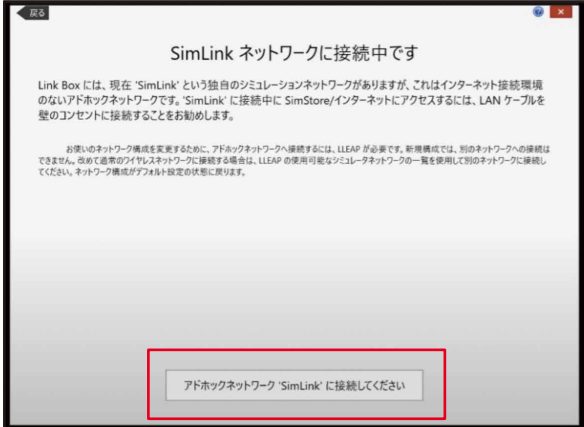 戻る
SimLink ネットワークに接続中です
Link Box には、現在 'SimLink' という独自のシミュレーションネットワークがありますが、これはインターネット接続環境
のないアドホックネットワークです。'SimLink' に接続中に SimStore/インターネットにアクセスするには、LAN ケーブルを
壁のコンセントに接続することをお勧めします。
お使いのネットワーク構成を変更するために、アドホックネットワークへ接続するには、LLEAP が必要です。新規構成では、別のネットワークへの接続は
できません。改めて通常のワイヤレスネットワークに接続する場合は、LLEAP の使用可能なシミュレータネットワークの一覧を使用して別のネットワークに接続し
てください。ネットワーク構成がデフォルト設定の状態に戻ります。
アドホックネットワーク 'SimLink' に接続してください